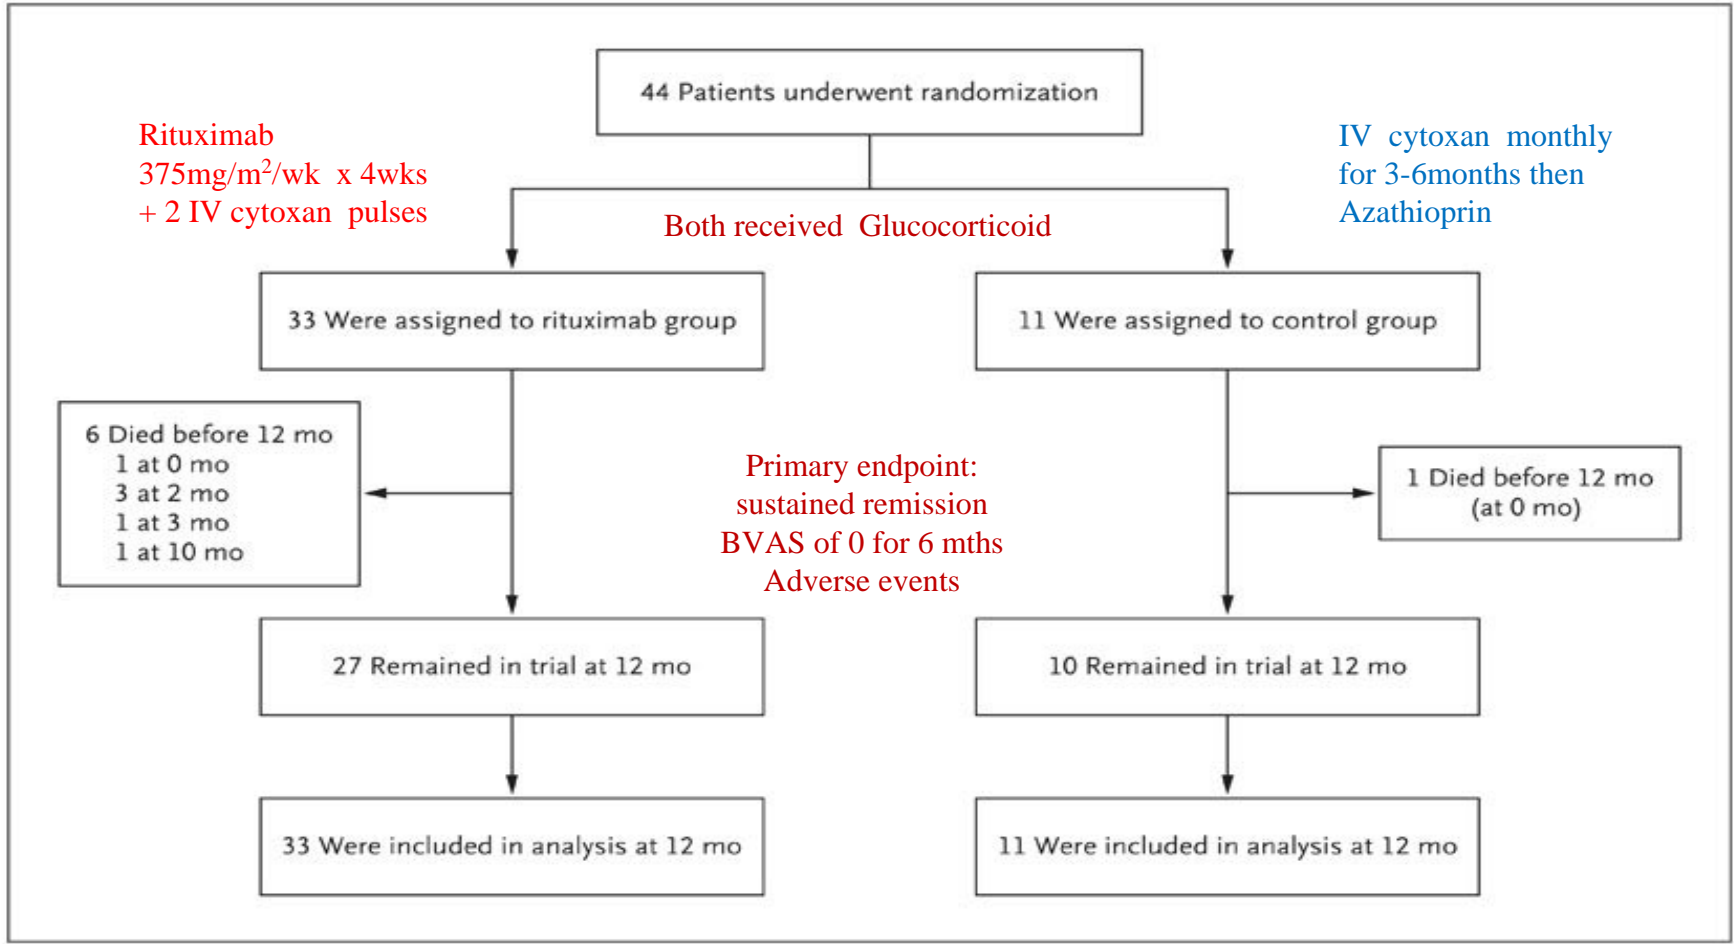 44 Patients underwent randomization
Rituximab
375mg/m²/wk x 4wks
+ 2 IV cytoxan pulses
IV cytoxan monthly
for 3-6months then
Azathioprin
Both received Glucocorticoid
33 Were assigned to rituximab group
11 Were assigned to control group
6 Died before 12 mo
1 at 0 mo
3 at 2 mo
1 at 3 mo
1 at 10 mo
Primary endpoint:
sustained remission
BVAS of 0 for 6 mths
Adverse events
1 Died before 12 mo
(at 0 mo)
27 Remained in trial at 12 mo
10 Remained in trial at 12 mo
33 Were included in analysis at 12 mo
11 Were included in analysis at 12 mo